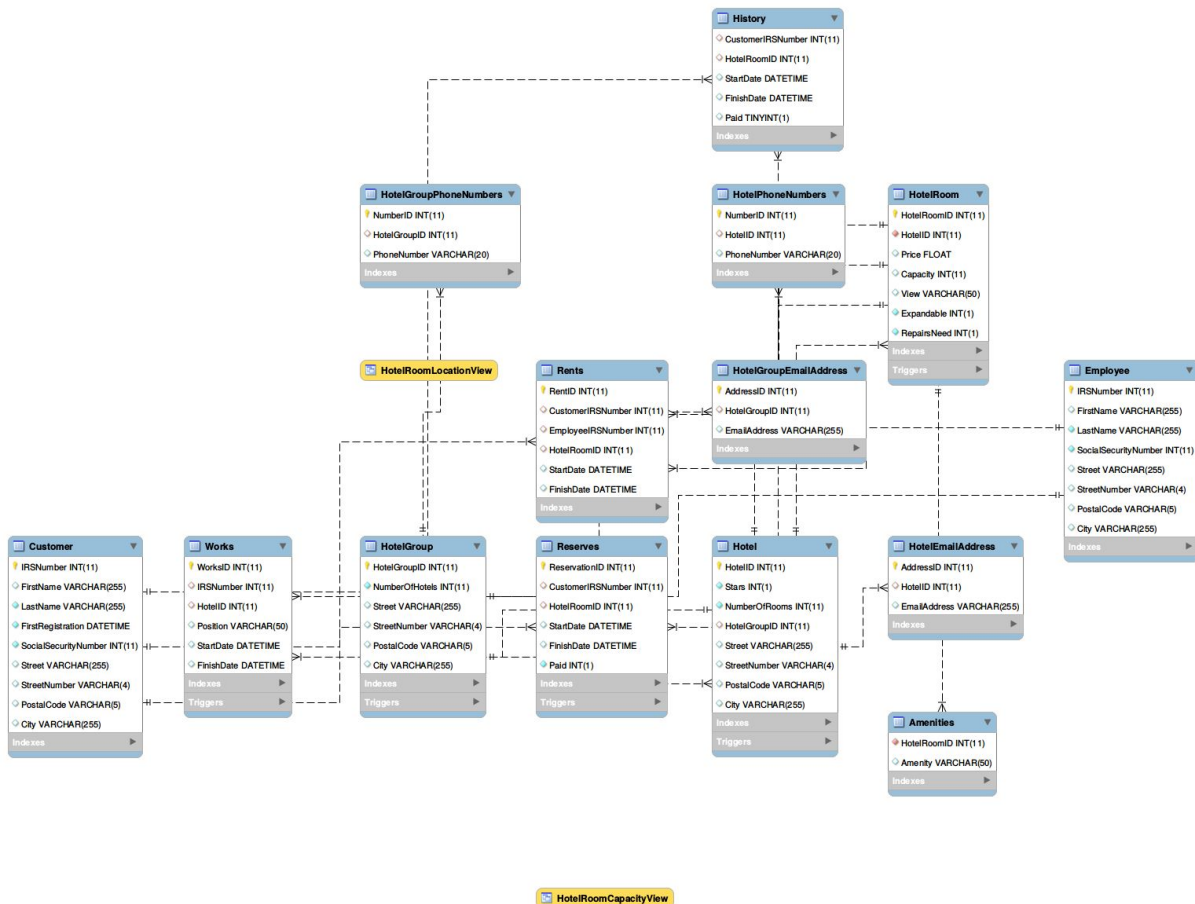 History
CustomerIRSNumber INT(11)
HotelRoomID INT(11)
StartDate DATETIME
FinishDate DATETIME
Paid TINYINT(1)
Indexes
HotelGroupPhoneNumbers
NumberID INT(11)
HotelGroupID INT(11)
PhoneNumber VARCHAR(20)
Indexes
HotelPhoneNumbers
NumberID INT(11)
HotelID INT(11)
PhoneNumber VARCHAR(20)
Indexes
HotelRoom
HotelRoomID INT(11)
HotelID INT(11)
Price FLOAT
Capacity INT(11)
View VARCHAR(50)
Expandable INT(1)
RepairsNeed INT(1)
Indexes
Triggers
HotelRoomLocationView
Rents
RentID INT(11)
CustomerIRSNumber INT(11)
EmployeeIRSNumber INT(11)
HotelRoomID INT(11)
StartDate DATETIME
FinishDate DATETIME
Indexes
HotelGroupEmailAddress
AddressID INT(11)
HotelGroupID INT(11)
EmailAddress VARCHAR(255)
Indexes
Employee
IRSNumber INT(11)
FirstName VARCHAR(255)
LastName VARCHAR(255)
SocialSecurityNumber INT(11)
Street VARCHAR(255)
StreetNumber VARCHAR(4)
PostalCode VARCHAR(5)
City VARCHAR(255)
Indexes
Customer
IRSNumber INT(11)
FirstName VARCHAR(255)
LastName VARCHAR(255)
FirstRegistration DATETIME
SocialSecurityNumber INT(11)
Street VARCHAR(255)
StreetNumber VARCHAR(4)
PostalCode VARCHAR(5)
City VARCHAR(255)
Indexes
Works
WorksID INT(11)
IRSNumber INT(11)
HotelID INT(11)
Position VARCHAR(50)
StartDate DATETIME
FinishDate DATETIME
Indexes
Triggers
HotelGroup
HotelGroupID INT(11)
NumberOfHotels INT(11)
Street VARCHAR(255)
StreetNumber VARCHAR(4)
PostalCode VARCHAR(5)
City VARCHAR(255)
Indexes
Triggers
Reserves
ReservationID INT(11)
CustomerIRSNumber INT(11)
HotelRoomID INT(11)
StartDate DATETIME
FinishDate DATETIME
Paid INT(1)
Indexes
Triggers
Hotel
HotelID INT(11)
Stars INT(1)
NumberOfRooms INT(11)
HotelGroupID INT(11)
Street VARCHAR(255)
StreetNumber VARCHAR(4)
PostalCode VARCHAR(5)
City VARCHAR(255)
Indexes
Triggers
HotelEmailAddress
AddressID INT(11)
HotelID INT(11)
EmailAddress VARCHAR(255)
Indexes
Amenities
HotelRoomID INT(11)
Amenity VARCHAR(50)
Indexes
HotelRoomCapacityView